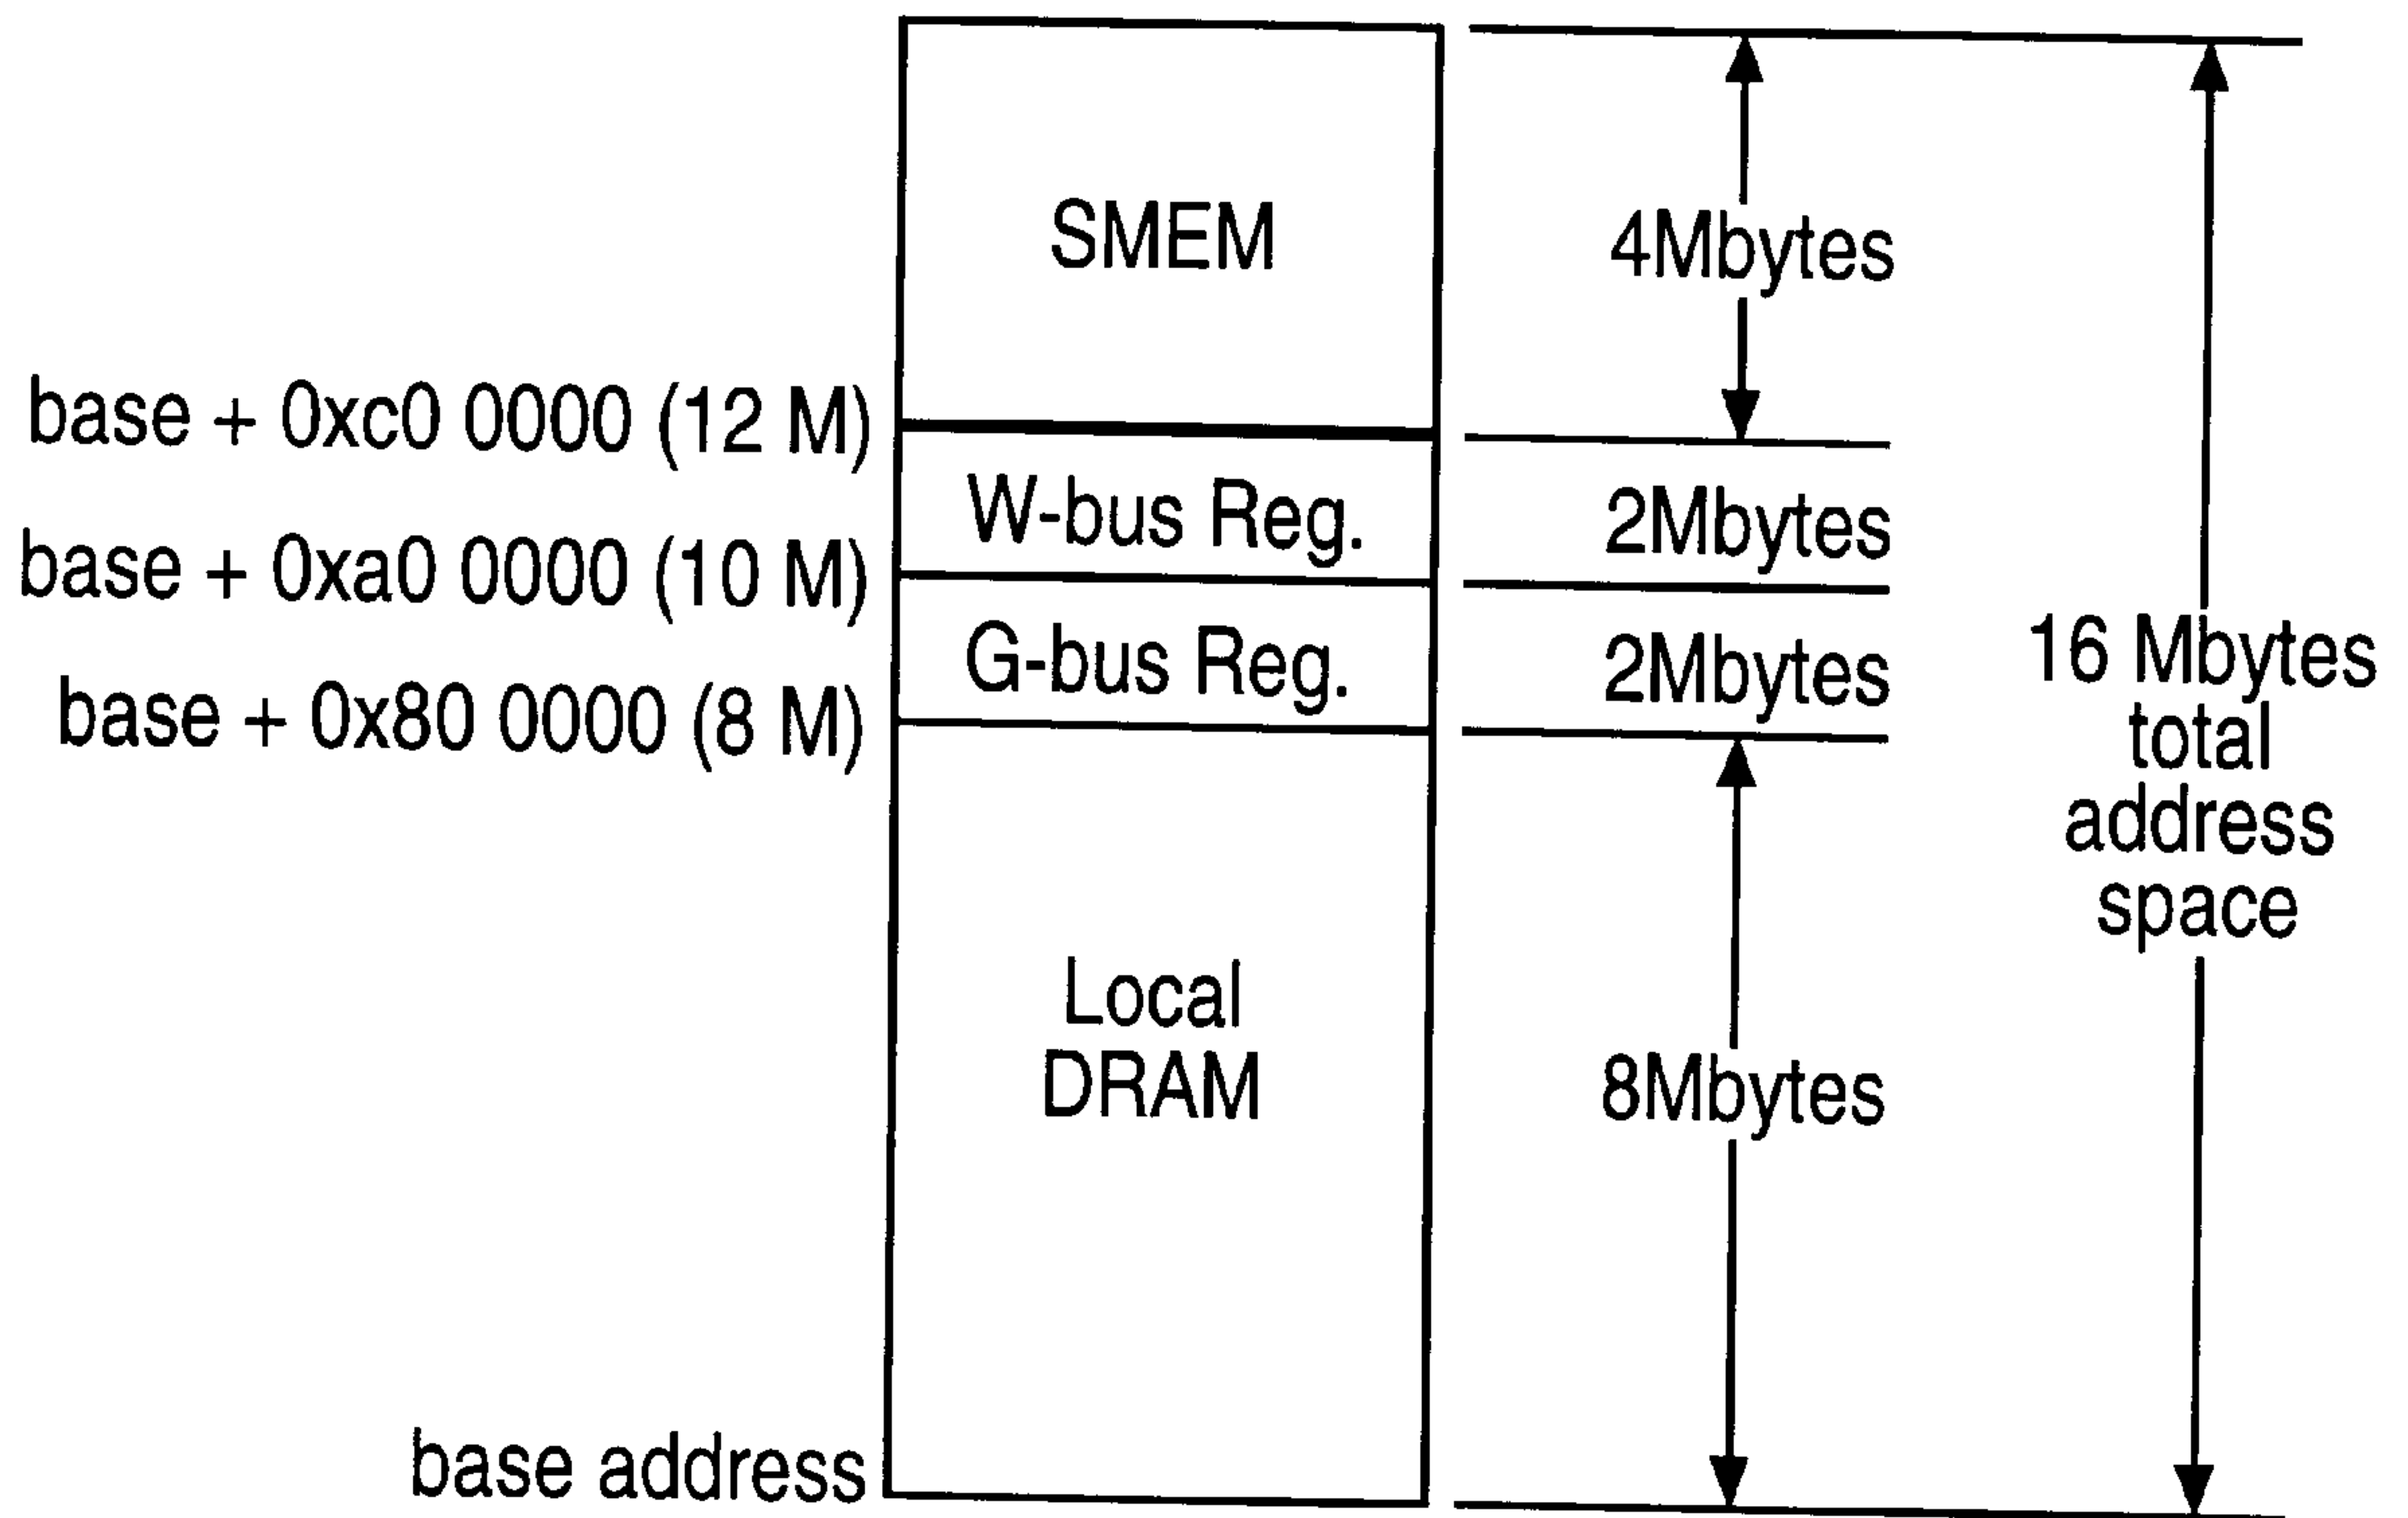 SMEM
4Mbytes
base + 0xc0 0000 (12 M)
W-bus Reg.
2Mbytes
base + 0xa0 0000 (10 M)
G-bus Reg.
2Mbytes
base + 0x80 0000 (8 M)
16 Mbytes
total
address
space
Local
DRAM
8Mbytes
base address